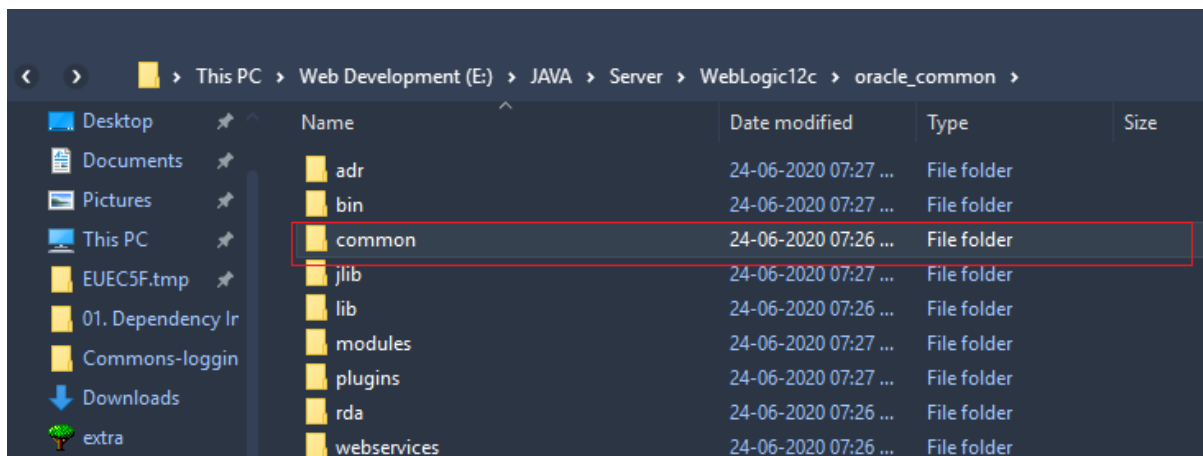 This PC > Web Development (E:) > JAVA > Server > WebLogic12c > oracle_common >
Name Date modified Type Size
Desktop
Documents
Pictures
This PC
EUEC5F.tmp
01. Dependency Ir
Commons-loggin
Downloads
extra
adr 24-06-2020 07:27 ... File folder
bin 24-06-2020 07:27 ... File folder
common 24-06-2020 07:26 ... File folder
jlib 24-06-2020 07:27 ... File folder
lib 24-06-2020 07:26 ... File folder
modules 24-06-2020 07:27 ... File folder
plugins 24-06-2020 07:27 ... File folder
rda 24-06-2020 07:26 ... File folder
webservices 24-06-2020 07:26 ... File folder